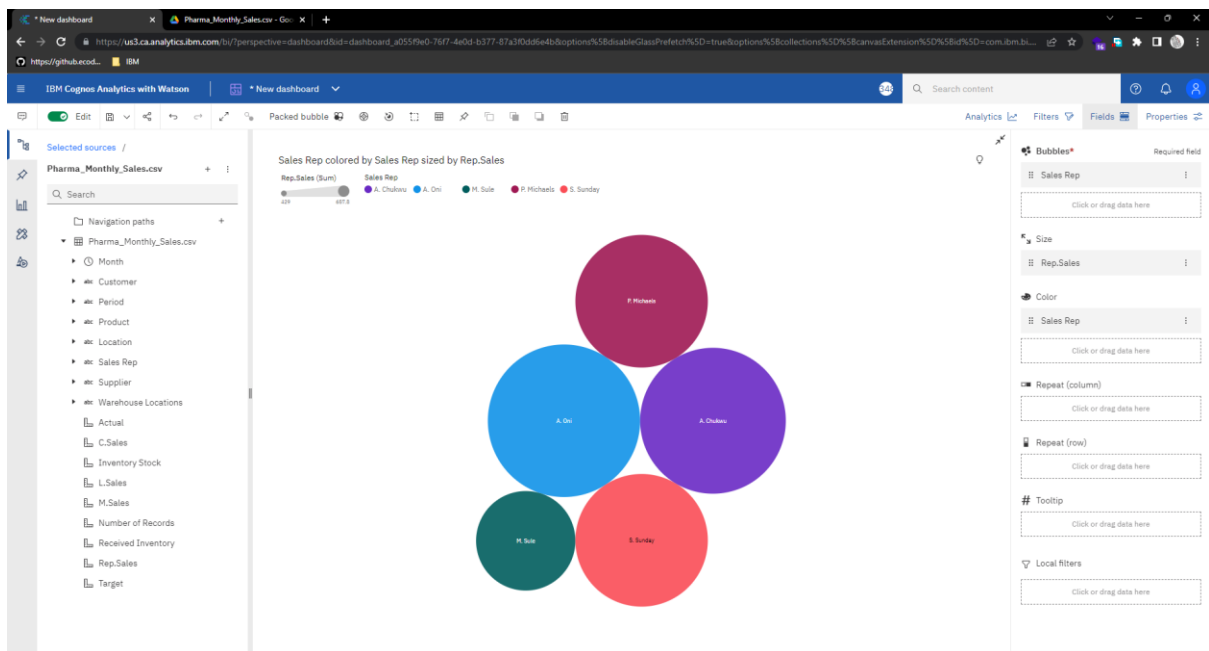 * New dashboard
Pharma_Monthly_Sales.csv - Goo
https://us3.ca.analytics.ibm.com/bi/?perspective=dashboard&id=dashboard_a055f9e0-76f7-4e0d-b377-87a3f0dd6e4b&options%5BdisableGlassPrefetch%5D=true&options%5Bcollections%5D%5BcanvasExtension%5D%5Bid%5D=com.ibm.bi....
https://github.ecod... IBM
IBM Cognos Analytics with Watson * New dashboard Search content
Edit Packed bubble Analytics Filters Fields Properties
Selected sources /
Pharma_Monthly_Sales.csv
Search
Navigation paths
Pharma_Monthly_Sales.csv
Month
abc Customer
abc Period
abc Product
abc Location
abc Sales Rep
abc Supplier
abc Warehouse Locations
Actual
C.Sales
Inventory Stock
L.Sales
M.Sales
Number of Records
Received Inventory
Rep.Sales
Target
Sales Rep colored by Sales Rep sized by Rep.Sales
Rep.Sales (Sum)
Sales Rep
A. Chukwu A. Oni M. Sule P. Michaels S. Sunday
P. Michaels
A. Oni
A. Chukwu
M. Sule
S. Sunday
Bubbles* Required field
Sales Rep
Click or drag data here
Size
Rep.Sales
Color
Sales Rep
Click or drag data here
Repeat (column)
Click or drag data here
Repeat (row)
Click or drag data here
Tooltip
Click or drag data here
Local filters
Click or drag data here